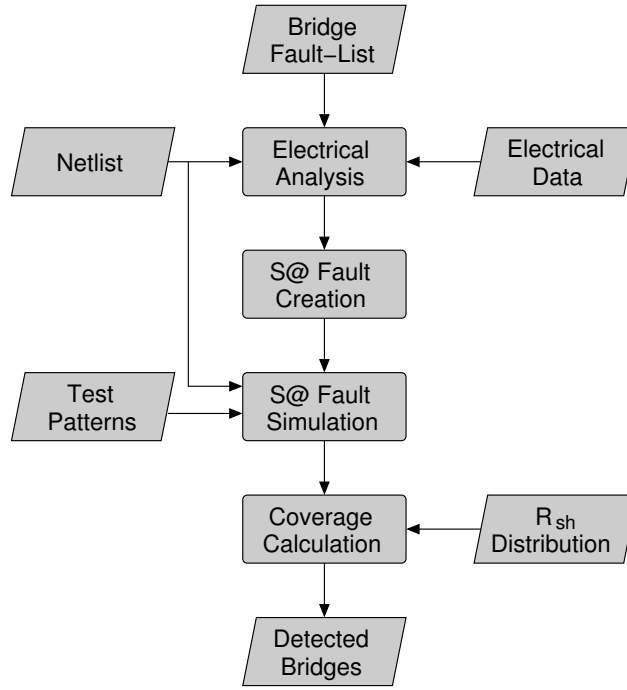 Bridge
Fault−List
Netlist
Electrical
Analysis
Electrical
Data
S@ Fault
Creation
Test
Patterns
S@ Fault
Simulation
Coverage
Calculation
R sh
Distribution
Detected
Bridges